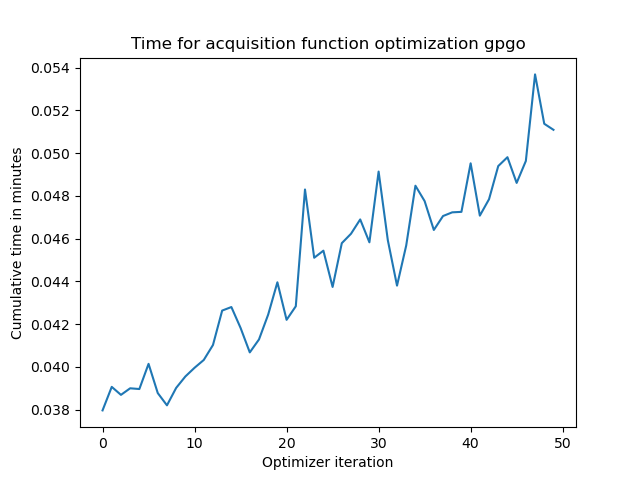 Time for acquisition function optimization gpgo
0.054
0.052
0.050
0.048
0.046
0.044
0.042
0.040
0.038
Cumulative time in minutes
0 10 20 30 40 50
Optimizer iteration